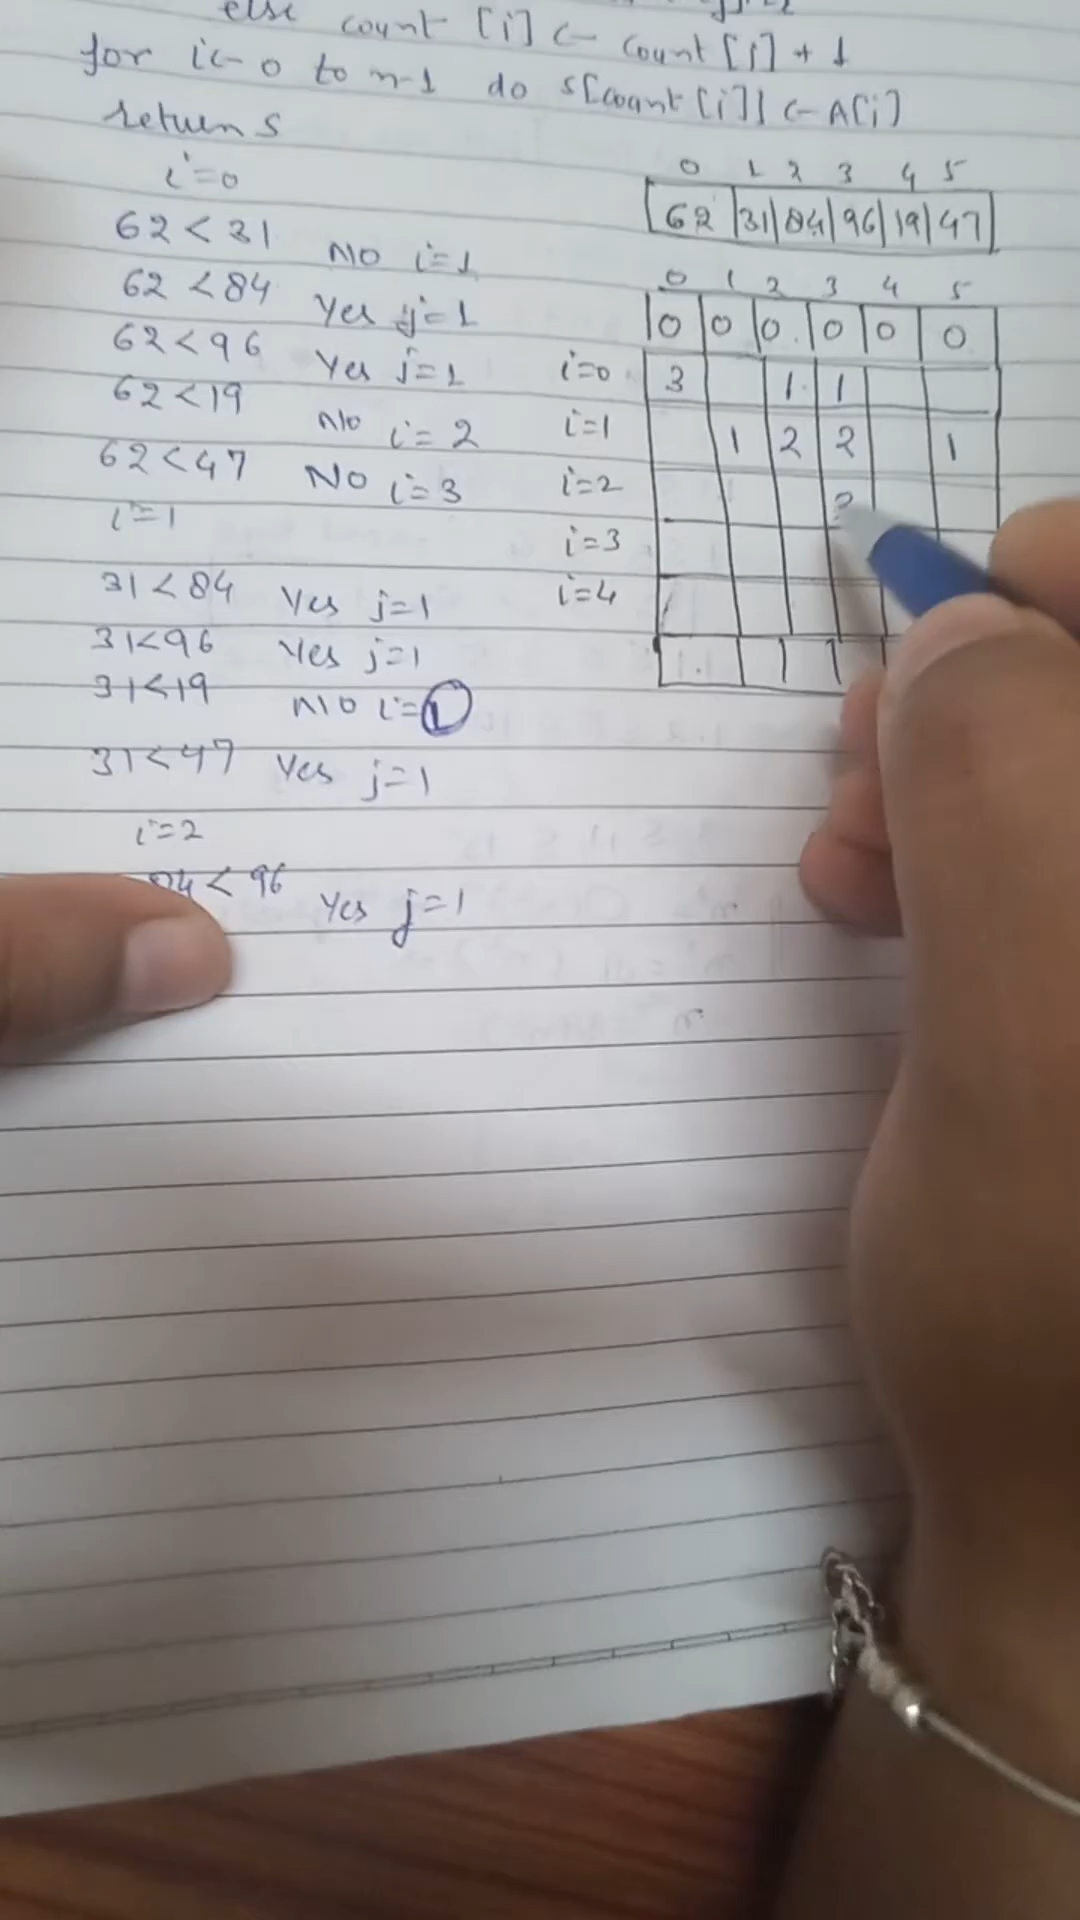 else count [i] ← count [i] + 1
for i ← 0 to n-1 do S[count [i]] ← A[i]
return S
i=0
62 < 31 No i=1
62 < 84 Yes j=1
62 < 96 Yes j=1
62 < 19 No i=2
62 < 47 NO i=3
i=1
31 < 84 Yes j=1
31 < 96 Yes j=1
31 < 19 No i=1
31 < 47 Yes j=1
i=2
84 < 96 Yes j=1
0 1 2 3 4 5
62 31 84 96 19 47
0 1 2 3 4 5
0 0 0 0 0 0
i=0 3 1 1
i=1 1 2 2 1
i=2
i=3
i=4